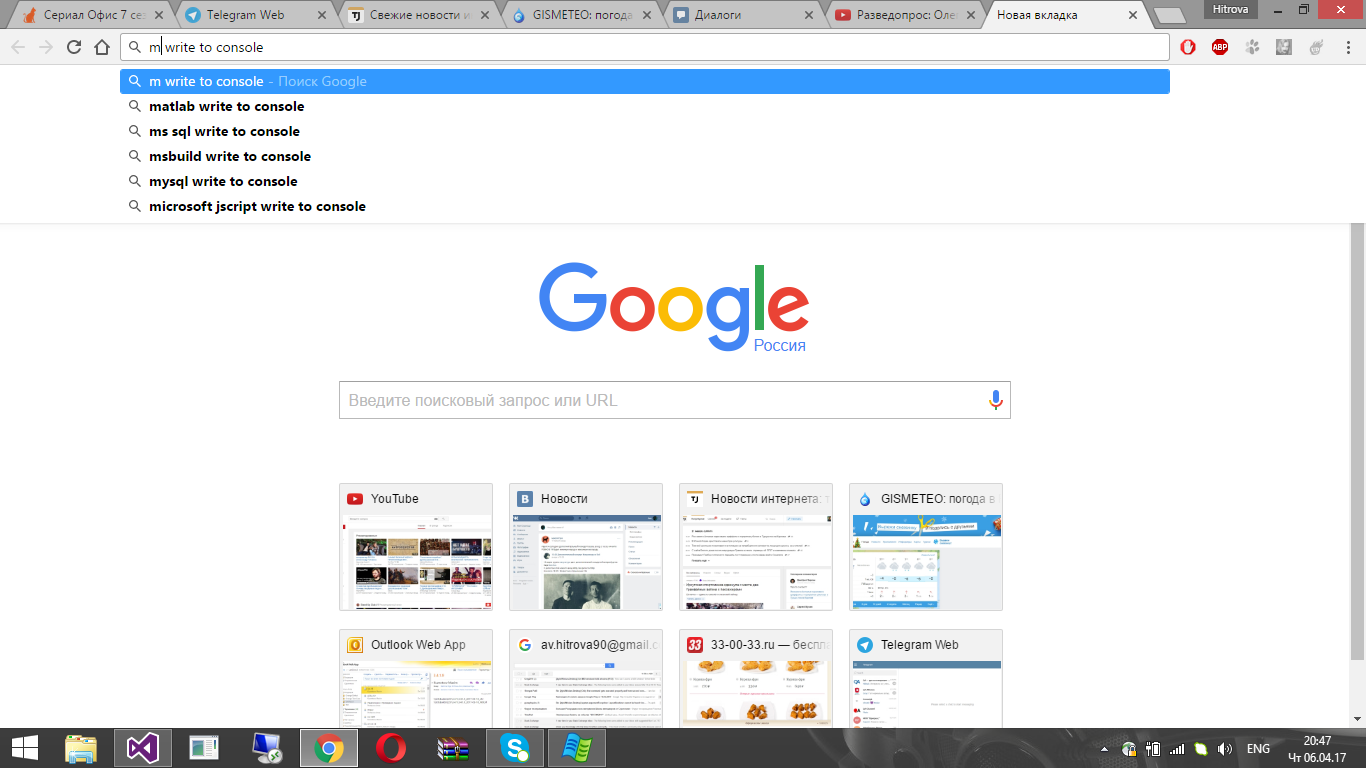 Сериал Офис 7 сез
Telegram Web
Свежие новости и
GISMETEO: погода
Диалоги
Разведопрос: Оле
Новая вкладка
Hitrova
m write to console
ABP
m write to console - Поиск Google
matlab write to console
ms sql write to console
msbuild write to console
mysql write to console
microsoft jscript write to console
Google
Россия
Введите поисковый запрос или URL
YouTube
Новости
Новости интернета: т
GISMETEO: погода в
Outlook Web App
av.hitrova90@gmail.c
33-00-33.ru — беспл
Telegram Web
ENG
20:47
Чт 06.04.17